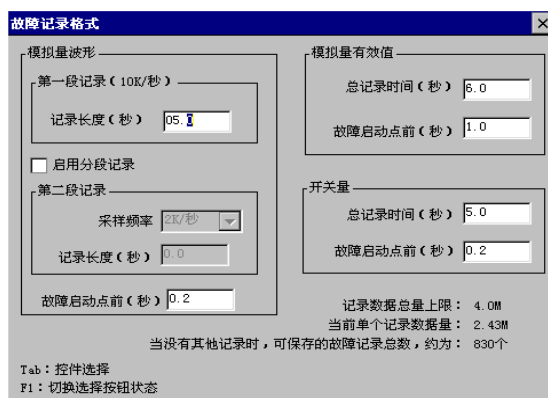 故障记录格式
模拟量波形
第一段记录(10K/秒)
记录长度(秒) 05.0
启用分段记录
第二段记录
采样频率 2K/秒
记录长度(秒) 0.0
故障启动点前(秒) 0.2
模拟量有效值
总记录时间(秒) 6.0
故障启动点前(秒) 1.0
开关量
总记录时间(秒) 5.0
故障启动点前(秒) 0.2
记录数据总量上限: 4.0M
当前单个记录数据量: 2.43M
当没有其他记录时,可保存的故障记录总数,约为: 830个
Tab:控件选择
F1:切换选择按钮状态